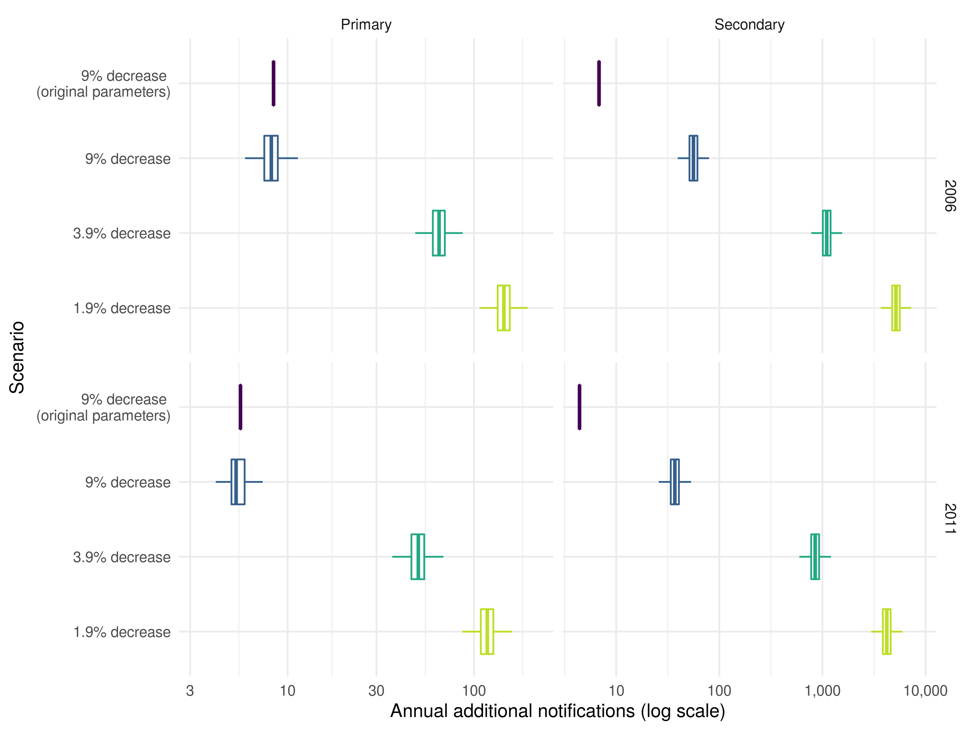 Primary
Secondary
9% decrease
(original parameters)
9% decrease
3.9% decrease
1.9% decrease
2006
Scenario
9% decrease
(original parameters)
9% decrease
3.9% decrease
1.9% decrease
2011
3 10 30 100 10 100 1,000 10,000
Annual additional notifications (log scale)